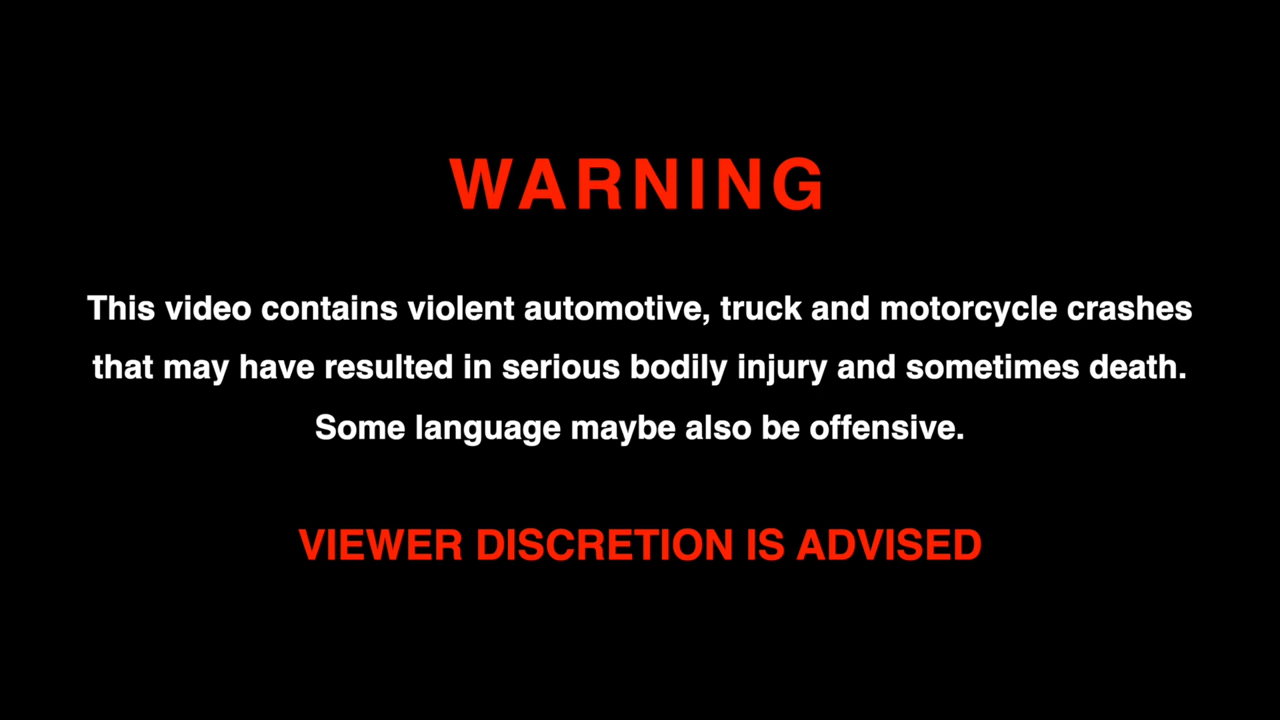 WARNING
This video contains violent automotive, truck and motorcycle crashes
that may have resulted in serious bodily injury and sometimes death.
Some language maybe also be offensive.
VIEWER DISCRETION IS ADVISED